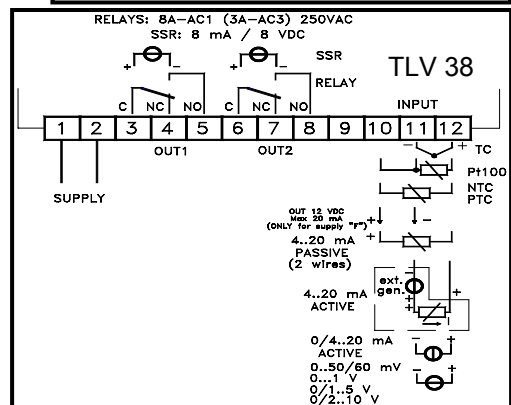 RELAYS: 8A-AC1 (3A-AC3) 250VAC
SSR: 8 mA / 8 VDC
+ - + - SSR
TLV 38
RELAY
C NC NO C NC NO INPUT
1 2 3 4 5 6 7 8 9 10 11 12
OUT1 OUT2 - + TC
Pt100
SUPPLY
NTC
PTC
OUT 12 VDC
Max 20 mA
(ONLY for supply "F")
+ -
4..20 mA
PASSIVE
(2 wires)
+
ext.
gen.
4..20 mA
ACTIVE
- + + +
I
0/4..20 mA
ACTIVE
- +
0..50/60 mV
0...1 V
0/1..5 V
0/2..10 V
- +